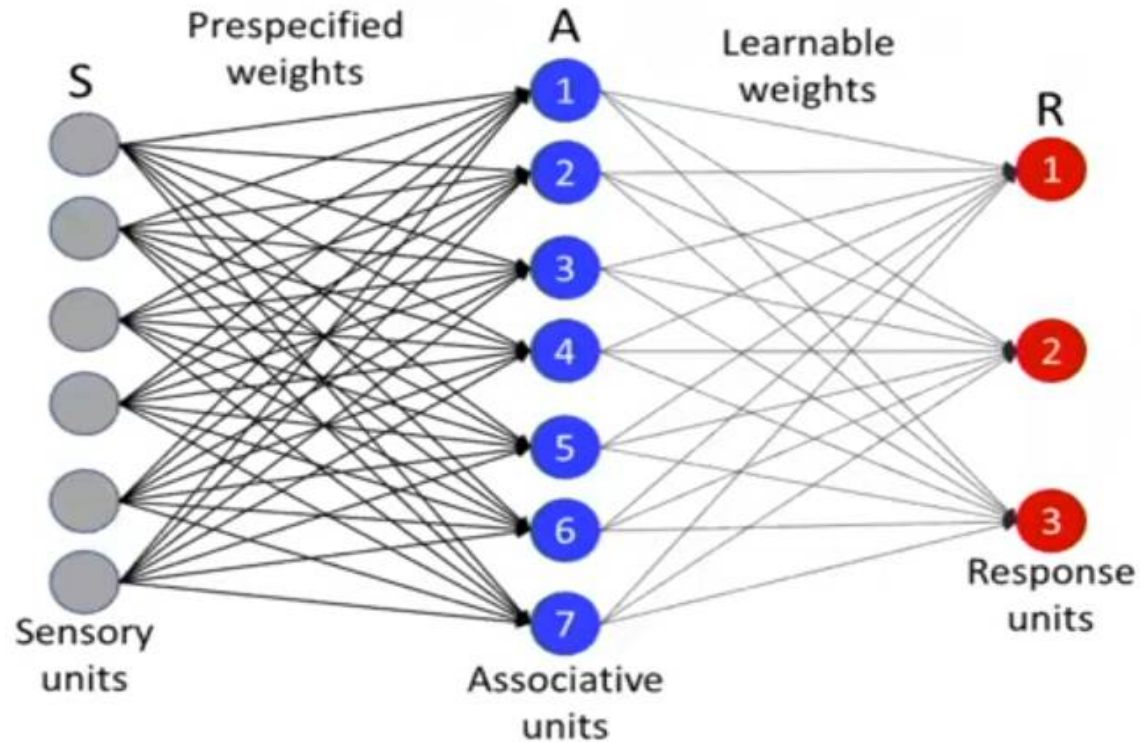 S
Prespecified
weights
A
Learnable
weights
R
1
2
3
4
5
6
7
1
2
3
Sensory
units
Associative
units
Response
units